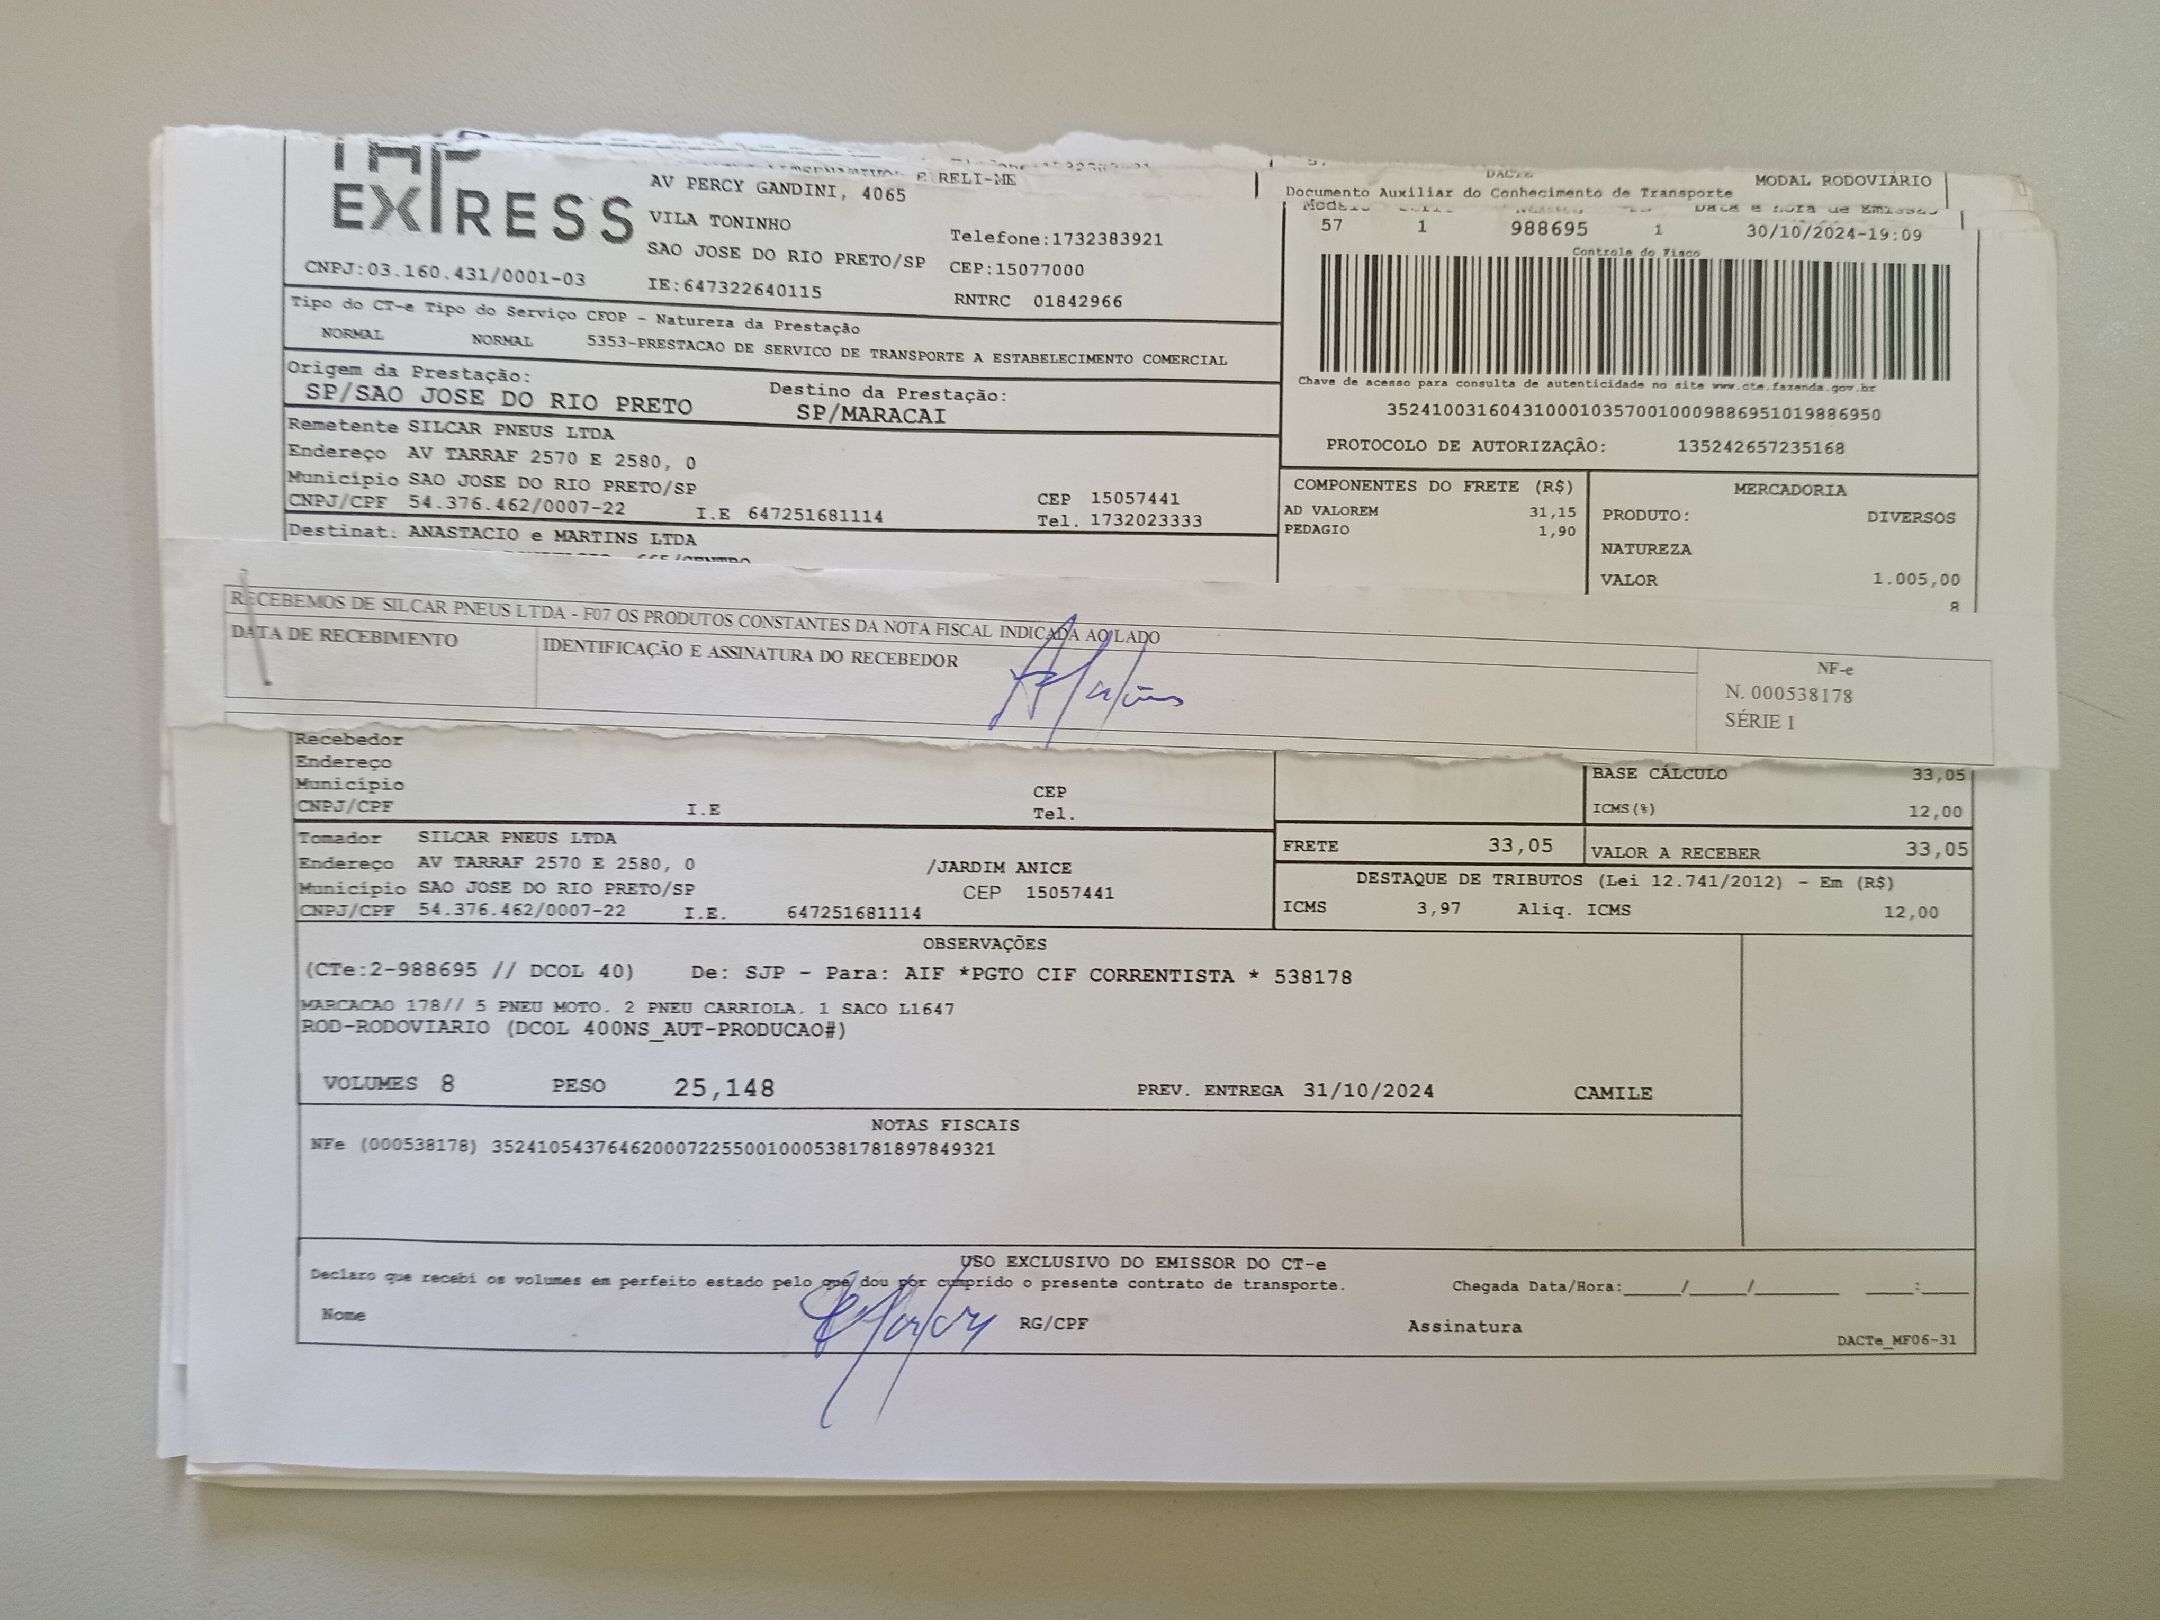 EXPRESS
E RELI-ME
AV PERCY GANDINI, 4065
VILA TONINHO
SAO JOSE DO RIO PRETO/SP
Telefone:1732383921
CEP:15077000
CNPJ:03.160.431/0001-03
IE:647322640115
RNTRC 01842966
Tipo do CT-e Tipo do Serviço CFOP - Natureza da Prestação
NORMAL NORMAL 5353-PRESTACAO DE SERVICO DE TRANSPORTE A ESTABELECIMENTO COMERCIAL
Origem da Prestação:
SP/SAO JOSE DO RIO PRETO
Destino da Prestação:
SP/MARACAI
Remetente SILCAR PNEUS LTDA
Endereço AV TARRAF 2570 E 2580, 0
Município SAO JOSE DO RIO PRETO/SP
CEP 15057441
CNPJ/CPF 54.376.462/0007-22 I.E 647251681114 Tel. 1732023333
Destinat: ANASTACIO e MARTINS LTDA
DACTE
MODAL RODOVIÁRIO
Documento Auxiliar do Conhecimento de Transporte
57 1 988695 1 30/10/2024-19:09
Controle do Fisco
Chave de acesso para consulta de autenticidade no site www.cte.fazenda.gov.br
35241003160431000103570010009886951019886950
PROTOCOLO DE AUTORIZAÇÃO: 135242657235168
COMPONENTES DO FRETE (R$)
AD VALOREM 31,15
PEDAGIO 1,90
MERCADORIA
PRODUTO: DIVERSOS
NATUREZA
VALOR 1.005,00
8
RECEBEMOS DE SILCAR PNEUS LTDA - F07 OS PRODUTOS CONSTANTES DA NOTA FISCAL INDICADA AO LADO
DATA DE RECEBIMENTO
IDENTIFICAÇÃO E ASSINATURA DO RECEBEDOR
NF-e
N. 000538178
SÉRIE 1
Recebedor
Endereço
Município CEP
CNPJ/CPF I.E Tel.
BASE CÁLCULO 33,05
ICMS(%) 12,00
Tomador SILCAR PNEUS LTDA
Endereço AV TARRAF 2570 E 2580, 0 /JARDIM ANICE
Município SAO JOSE DO RIO PRETO/SP CEP 15057441
CNPJ/CPF 54.376.462/0007-22 I.E. 647251681114
FRETE 33,05
VALOR A RECEBER 33,05
DESTAQUE DE TRIBUTOS (Lei 12.741/2012) - Em (R$)
ICMS 3,97 Aliq. ICMS 12,00
OBSERVAÇÕES
(CTe:2-988695 // DCOL 40) De: SJP - Para: AIF *PGTO CIF CORRENTISTA * 538178
MARCACAO 178// 5 PNEU MOTO. 2 PNEU CARRIOLA. 1 SACO L1647
ROD-RODOVIARIO (DCOL 400NS_AUT-PRODUCAO#)
VOLUMES 8 PESO 25,148 PREV. ENTREGA 31/10/2024 CAMILE
NOTAS FISCAIS
NFe (000538178) 35241054376462000722550010005381781897849321
USO EXCLUSIVO DO EMISSOR DO CT-e
Declaro que recebi os volumes em perfeito estado pelo que dou por cumprido o presente contrato de transporte.
Chegada Data/Hora:_____/_____/________ ____:____
Nome RG/CPF Assinatura
DACTe_MF06-31